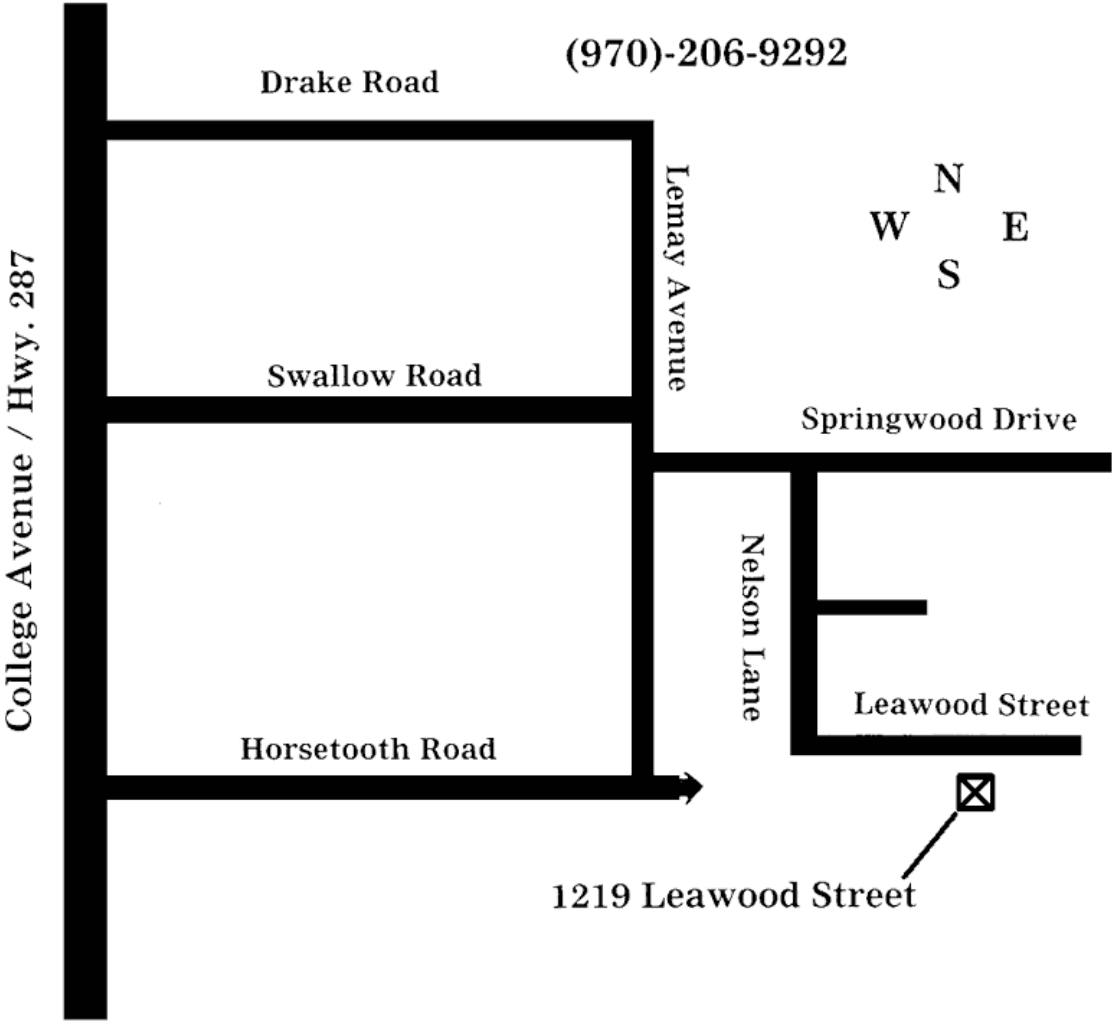 (970)-206-9292
Drake Road
Lemay Avenue
N
W E
S
College Avenue / Hwy. 287
Swallow Road
Springwood Drive
Nelson Lane
Leawood Street
Horsetooth Road
1219 Leawood Street